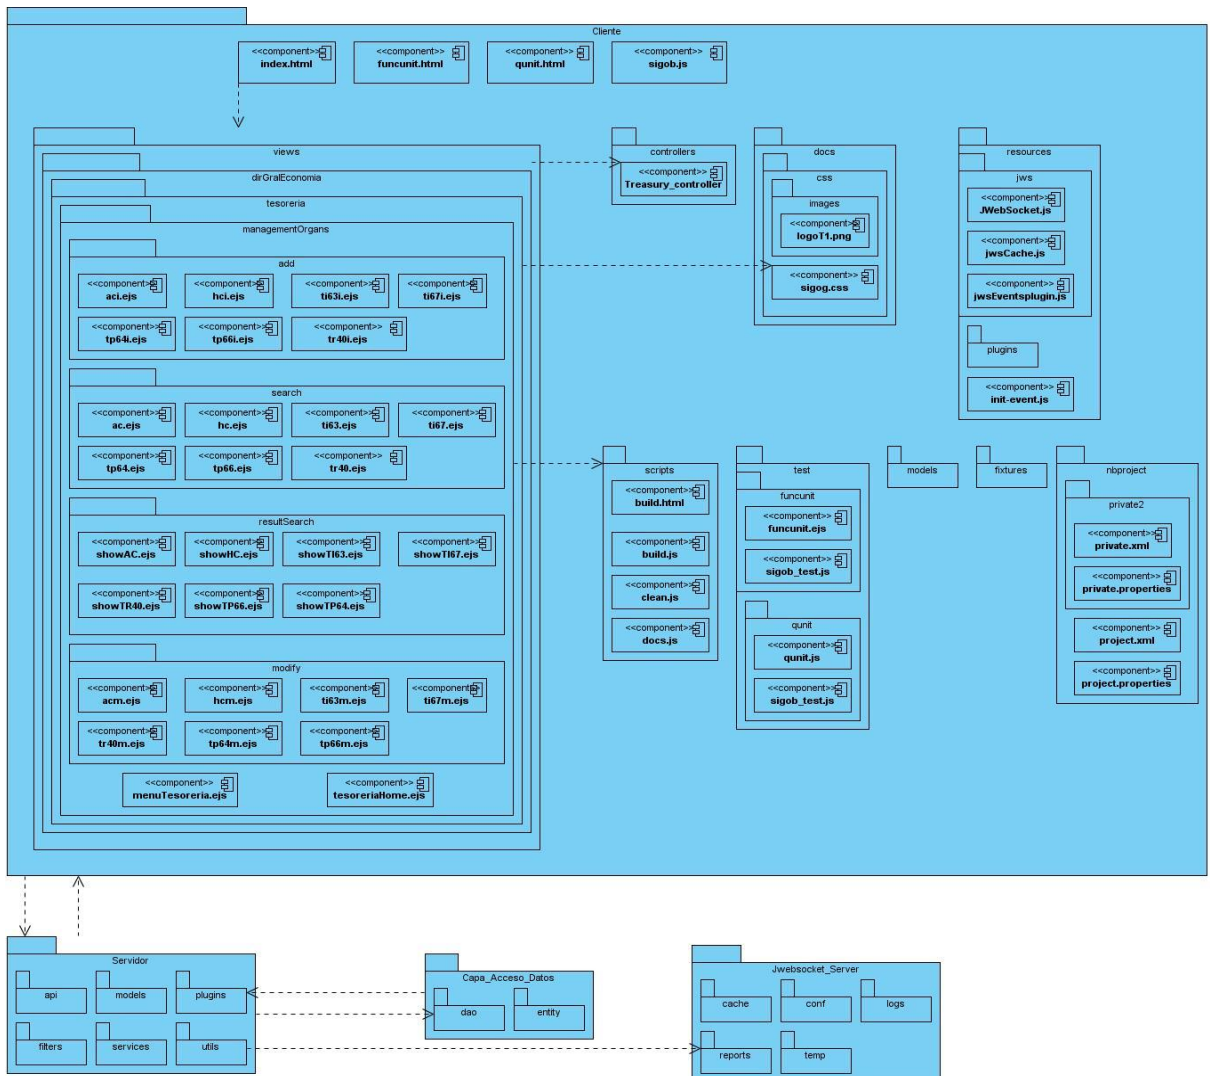 Cliente
<<component>>
index.html
<<component>>
funcunit.html
<<component>>
qunit.html
<<component>>
sigob.js
views
dirGralEconomia
tesoreria
managementOrgans
add
<<component>>
aci.ejs
<<component>>
hci.ejs
<<component>>
ti63i.ejs
<<component>>
ti67i.ejs
<<component>>
tp64i.ejs
<<component>>
tp66i.ejs
<<component>>
tr40i.ejs
search
<<component>>
ac.ejs
<<component>>
hc.ejs
<<component>>
ti63.ejs
<<component>>
ti67.ejs
<<component>>
tp64.ejs
<<component>>
tp66.ejs
<<component>>
tr40.ejs
resultSearch
<<component>>
showAC.ejs
<<component>>
showHC.ejs
<<component>>
showTI63.ejs
<<component>>
showTI67.ejs
<<component>>
showTR40.ejs
<<component>>
showTP66.ejs
<<component>>
showTP64.ejs
modify
<<component>>
acm.ejs
<<component>>
hcm.ejs
<<component>>
ti63m.ejs
<<component>>
ti67m.ejs
<<component>>
tr40m.ejs
<<component>>
tp64m.ejs
<<component>>
tp66m.ejs
<<component>>
menuTesoreria.ejs
<<component>>
tesoreriaHome.ejs
controllers
<<component>>
Treasury_controller
docs
css
images
<<component>>
logoT1.png
<<component>>
sigog.css
resources
jws
<<component>>
JWebSocket.js
<<component>>
jwsCache.js
<<component>>
jwsEventsplugin.js
plugins
<<component>>
init-event.js
scripts
<<component>>
build.html
<<component>>
build.js
<<component>>
clean.js
<<component>>
docs.js
test
funcunit
<<component>>
funcunit.ejs
<<component>>
sigob_test.js
qunit
<<component>>
qunit.js
<<component>>
sigob_test.js
models
fixtures
nbproject
private2
<<component>>
private.xml
<<component>>
private.properties
<<component>>
project.xml
<<component>>
project.properties
Servidor
api
models
plugins
filters
services
utils
Capa_Acceso_Datos
dao
entity
Jwebsocket_Server
cache
conf
logs
reports
temp